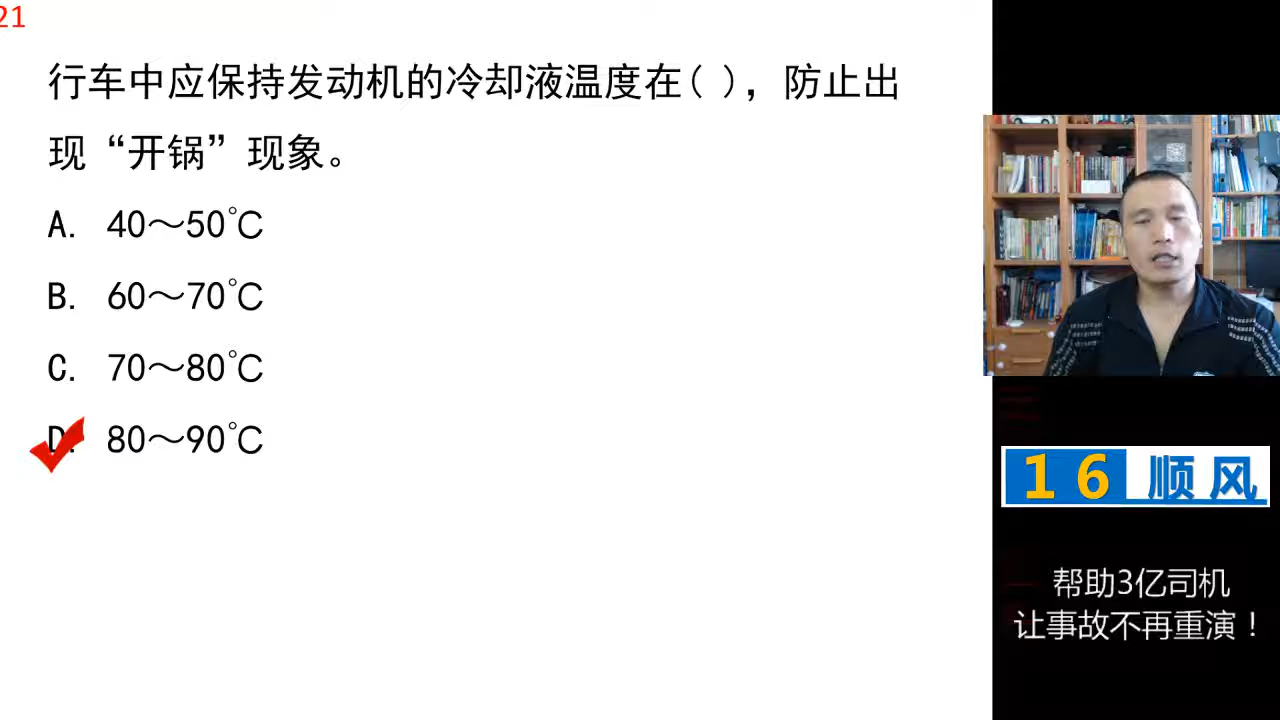 21
行车中应保持发动机的冷却液温度在( )，防止出
现“开锅”现象。
A. 40～50℃
B. 60～70℃
C. 70～80℃
D. 80～90℃
16 顺风
帮助3亿司机
让事故不再重演！